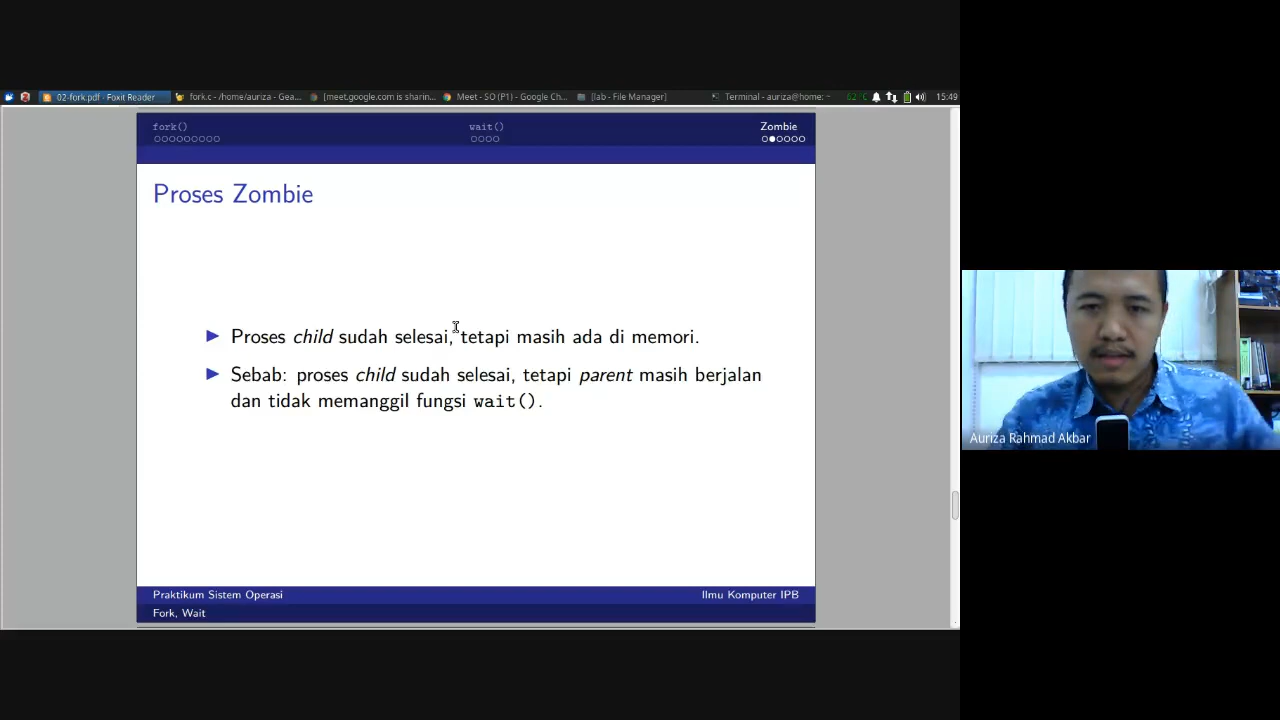 02-fork.pdf - Foxit Reader
fork.c - /home/auriza - Gea...
[meet.google.com is sharin...
Meet - SO (P1) - Google Ch...
[lab - File Manager]
Terminal - auriza@home: ~
62°C
15:49
fork()
wait()
Zombie
Proses Zombie
Proses child sudah selesai, tetapi masih ada di memori.
Sebab: proses child sudah selesai, tetapi parent masih berjalan
dan tidak memanggil fungsi wait().
Praktikum Sistem Operasi
Ilmu Komputer IPB
Fork, Wait
Auriza Rahmad Akbar